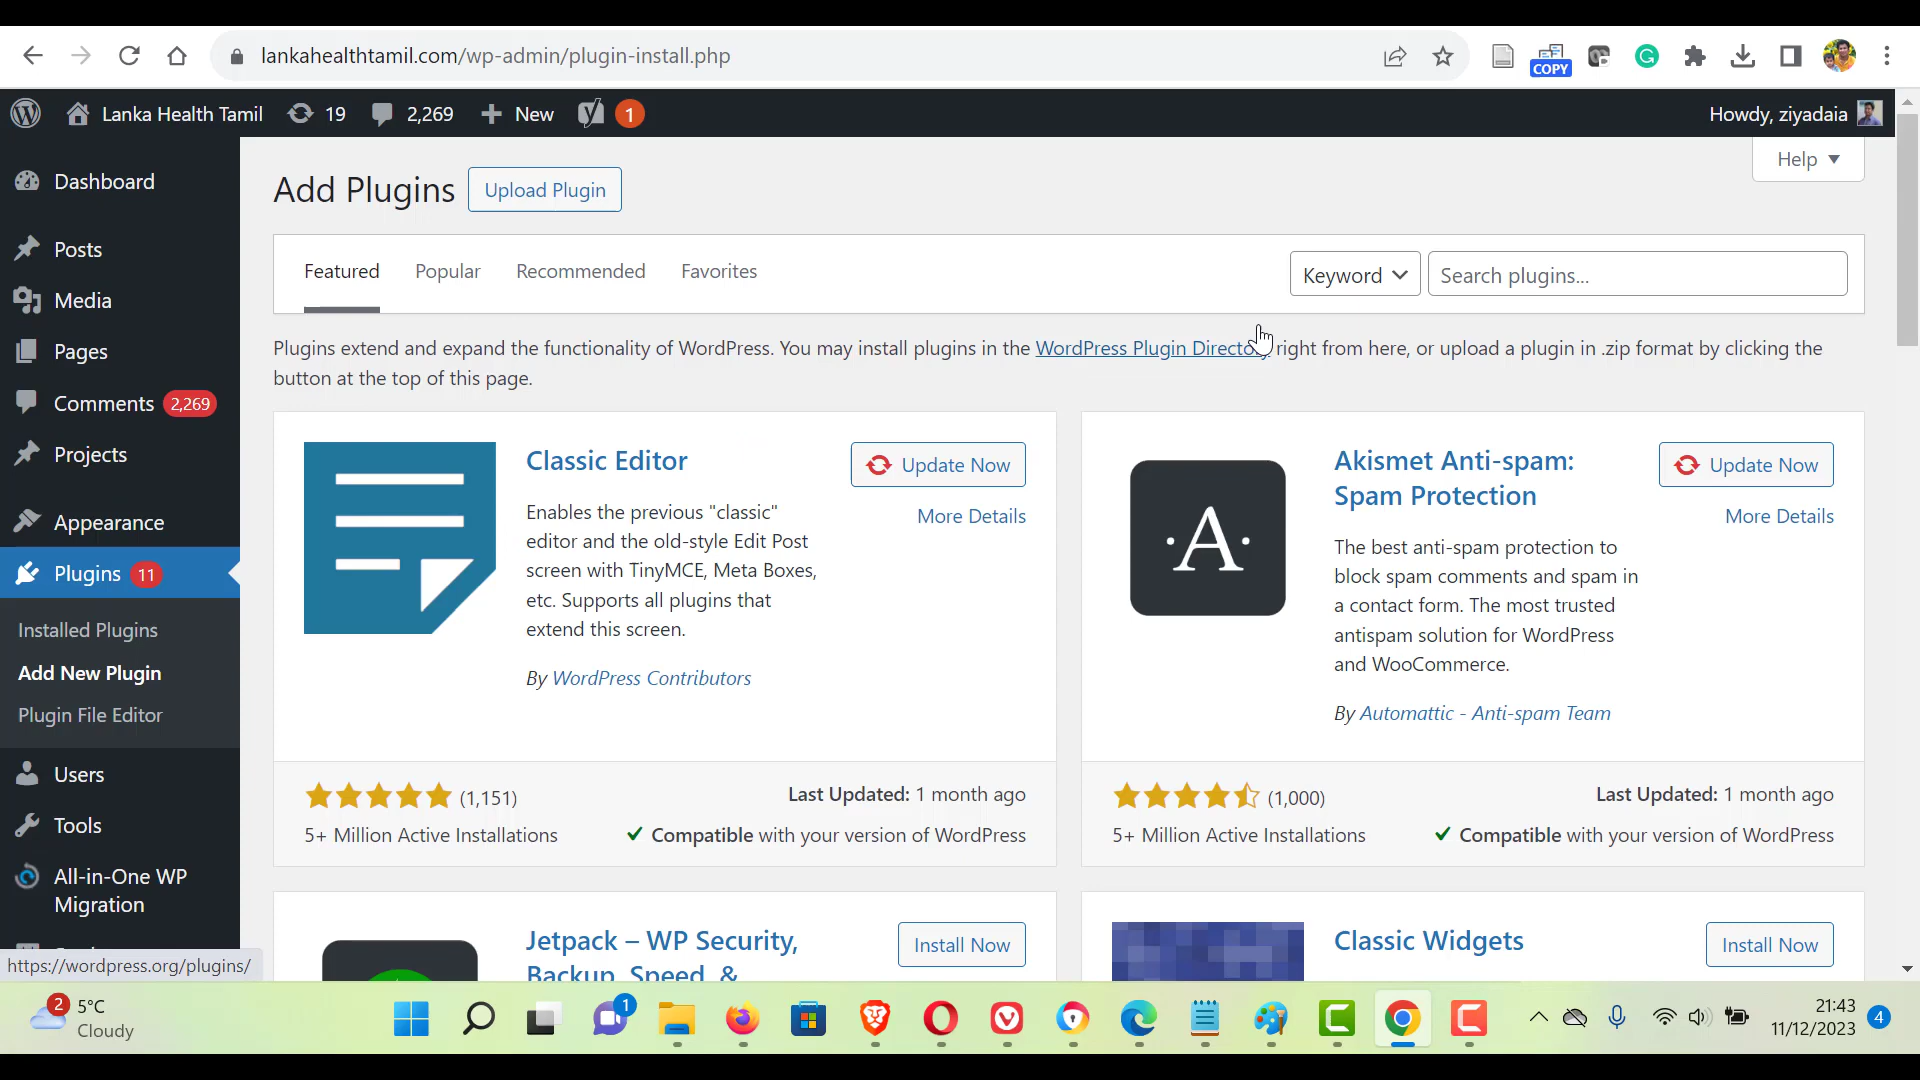 lankahealthtamil.com/wp-admin/plugin-install.php
COPY
Lanka Health Tamil 19 2,269 New 1
Howdy, ziyadaia
Help
Dashboard
Posts
Media
Pages
Comments 2,269
Projects
Appearance
Plugins 11
Installed Plugins
Add New Plugin
Plugin File Editor
Users
Tools
All-in-One WP
Migration
https://wordpress.org/plugins/
Add Plugins Upload Plugin
Featured Popular Recommended Favorites
Keyword Search plugins...
Plugins extend and expand the functionality of WordPress. You may install plugins in the WordPress Plugin Directory right from here, or upload a plugin in .zip format by clicking the
button at the top of this page.
Classic Editor
Update Now
More Details
Enables the previous "classic"
editor and the old-style Edit Post
screen with TinyMCE, Meta Boxes,
etc. Supports all plugins that
extend this screen.
By WordPress Contributors
(1,151)
5+ Million Active Installations
Last Updated: 1 month ago
Compatible with your version of WordPress
A
Akismet Anti-spam:
Spam Protection
Update Now
More Details
The best anti-spam protection to
block spam comments and spam in
a contact form. The most trusted
antispam solution for WordPress
and WooCommerce.
By Automattic - Anti-spam Team
(1,000)
5+ Million Active Installations
Last Updated: 1 month ago
Compatible with your version of WordPress
Jetpack – WP Security,
Backup, Speed, &
Install Now
Classic Widgets
Install Now
2
5°C
Cloudy
1
21:43
11/12/2023
4